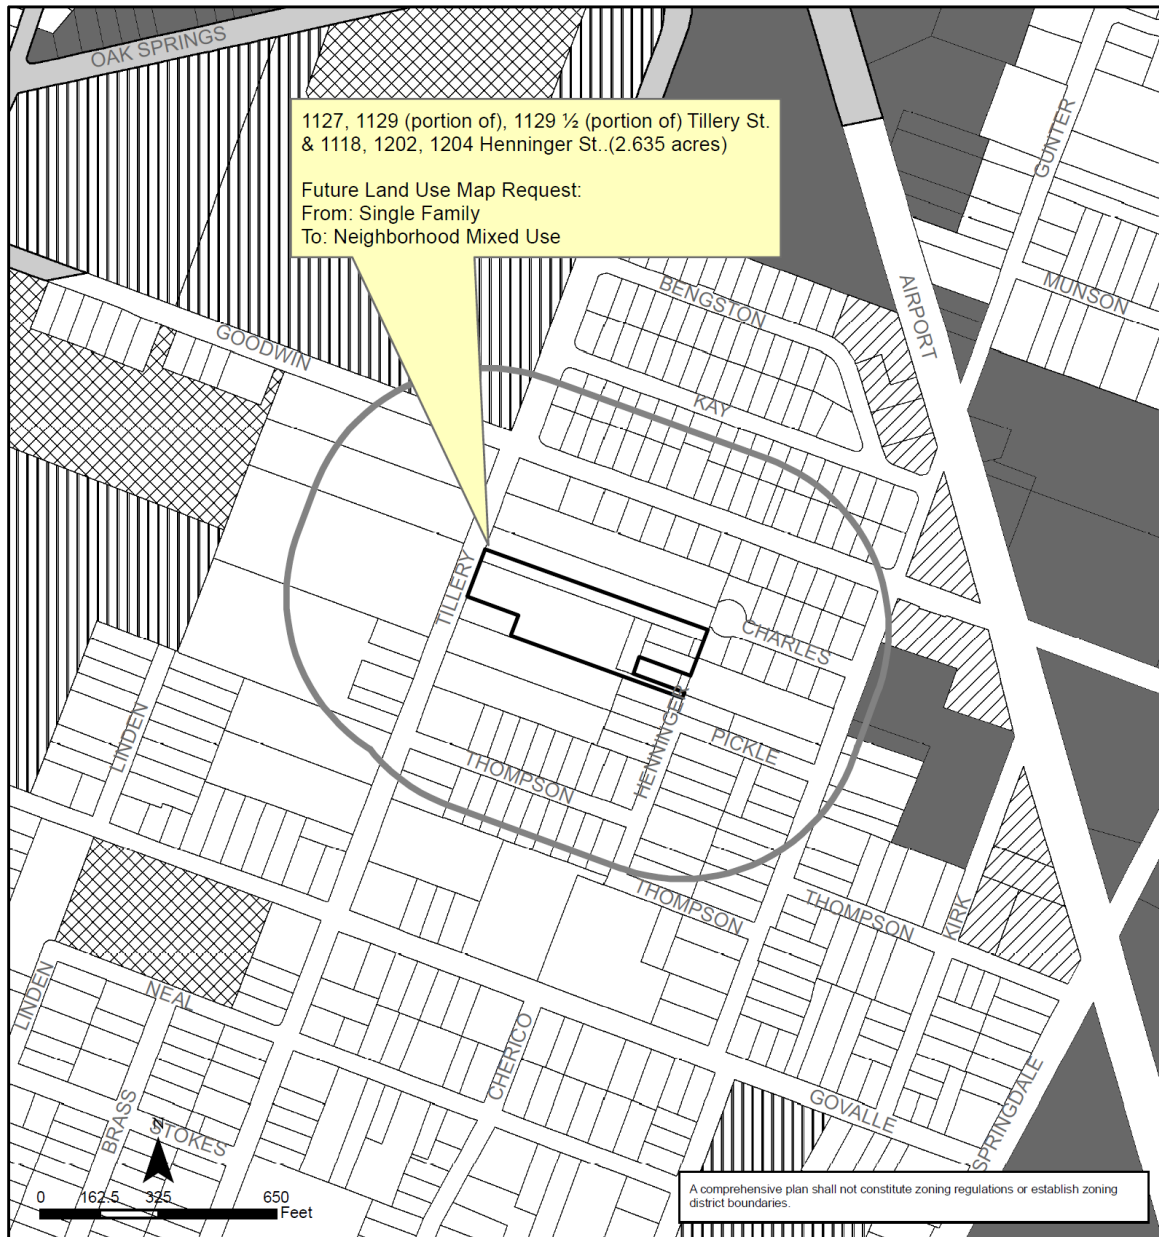 OAK SPRINGS
1127, 1129 (portion of), 1129 ½ (portion of) Tillery St.
& 1118, 1202, 1204 Henninger St..(2.635 acres)
Future Land Use Map Request:
From: Single Family
To: Neighborhood Mixed Use
GUNTER
MUNSON
AIRPORT
BENGSTON
GOODWIN
KAY
TILLERY
CHARLES
LINDEN
HENNINGER
PICKLE
THOMPSON
THOMPSON
THOMPSON
KIRK
LINDEN
NEAL
CHERICO
BRASS
STOKES
GOVALLE
SPRINGDALE
N
0 162.5 325 650
Feet
A comprehensive plan shall not constitute zoning regulations or establish zoning
district boundaries.